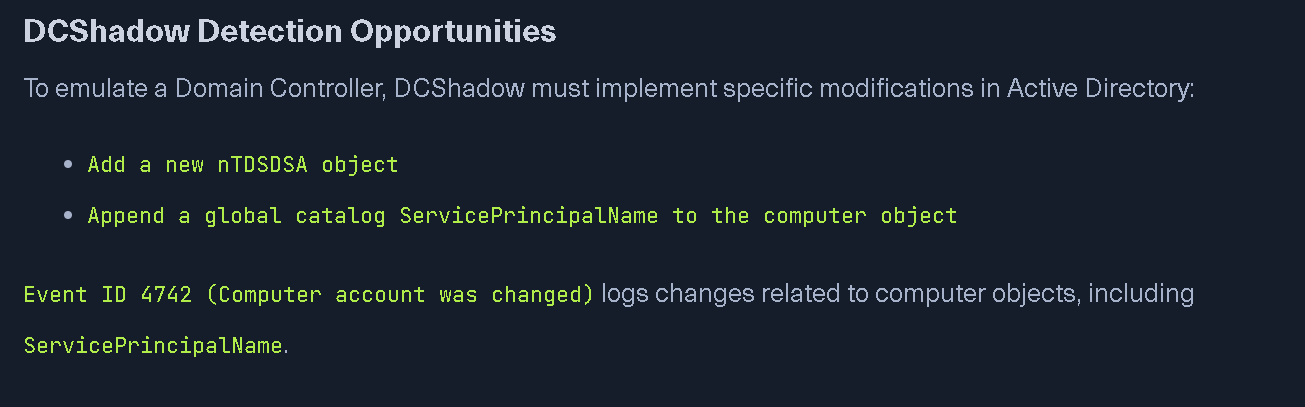 DCShadow Detection Opportunities
To emulate a Domain Controller, DCShadow must implement specific modifications in Active Directory:
• Add a new nTDSDSA object
• Append a global catalog ServicePrincipalName to the computer object
Event ID 4742 (Computer account was changed) logs changes related to computer objects, including
ServicePrincipalName.